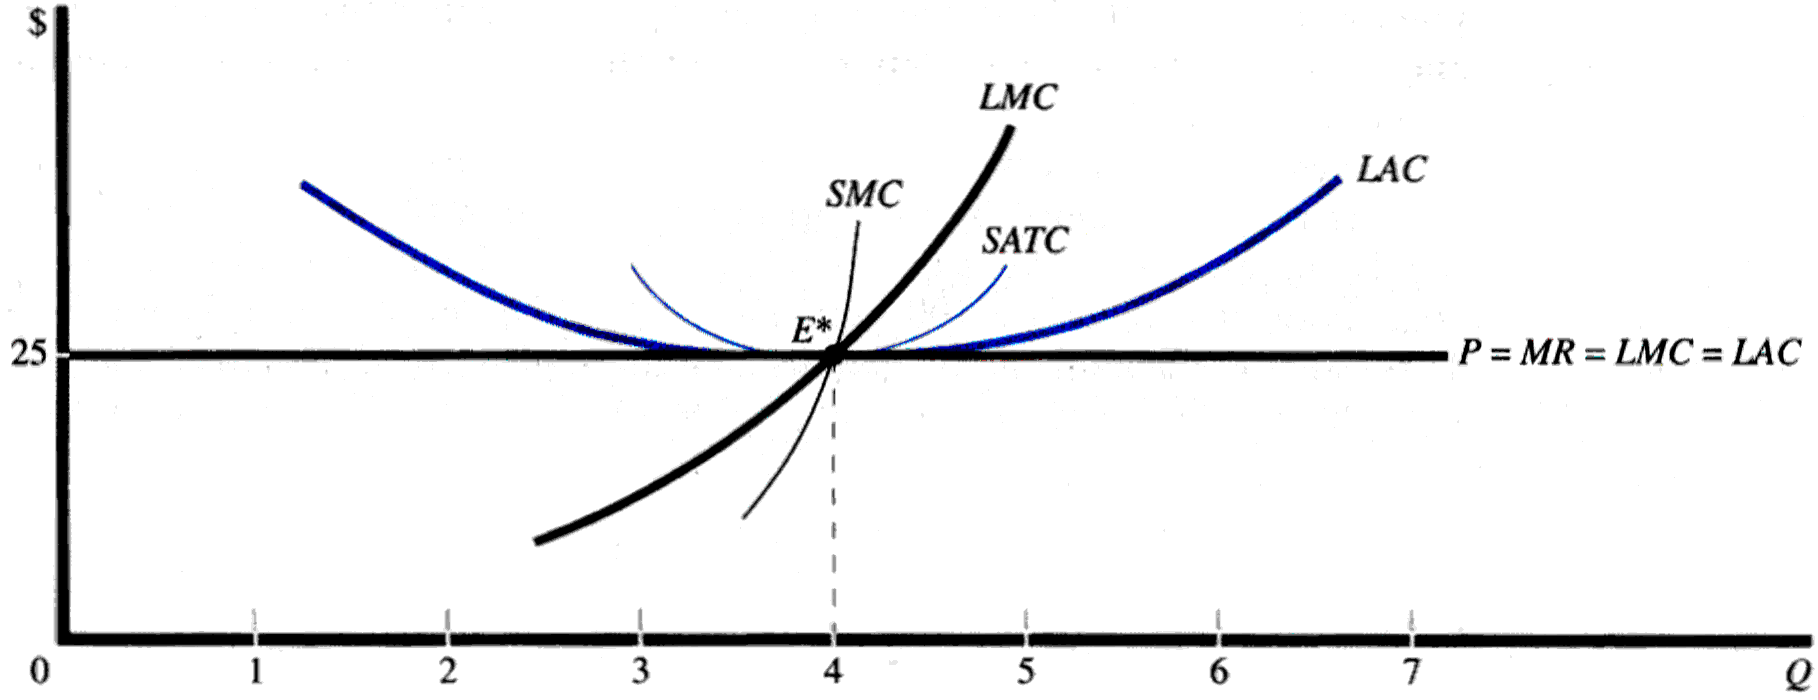 $
LMC
LAC
SMC
SATC
E*
25
P = MR = LMC = LAC
0 1 2 3 4 5 6 7 Q